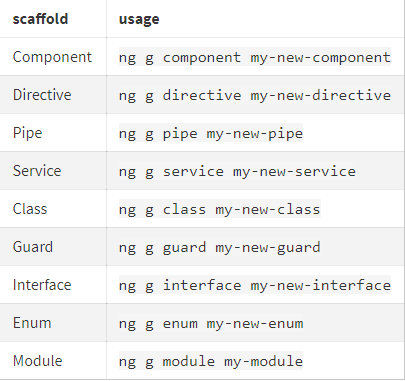 scaffold usage
Component ng g component my-new-component
Directive ng g directive my-new-directive
Pipe ng g pipe my-new-pipe
Service ng g service my-new-service
Class ng g class my-new-class
Guard ng g guard my-new-guard
Interface ng g interface my-new-interface
Enum ng g enum my-new-enum
Module ng g module my-module